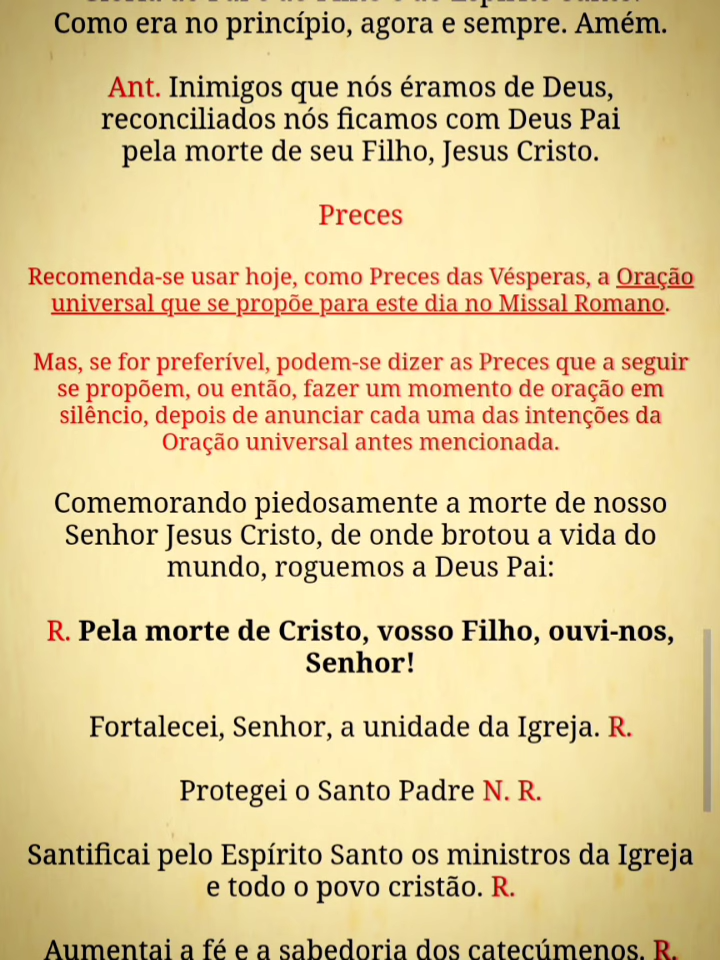 Como era no princípio, agora e sempre. Amém.
Ant. Inimigos que nós éramos de Deus,
reconciliados nós ficamos com Deus Pai
pela morte de seu Filho, Jesus Cristo.
Preces
Recomenda-se usar hoje, como Preces das Vésperas, a Oração
universal que se propõe para este dia no Missal Romano.
Mas, se for preferível, podem-se dizer as Preces que a seguir
se propõem, ou então, fazer um momento de oração em
silêncio, depois de anunciar cada uma das intenções da
Oração universal antes mencionada.
Comemorando piedosamente a morte de nosso
Senhor Jesus Cristo, de onde brotou a vida do
mundo, roguemos a Deus Pai:
R. Pela morte de Cristo, vosso Filho, ouvi-nos,
Senhor!
Fortalecei, Senhor, a unidade da Igreja. R.
Protegei o Santo Padre N. R.
Santificai pelo Espírito Santo os ministros da Igreja
e todo o povo cristão. R.
Aumentai a fé e a sabedoria dos catecúmenos. R.